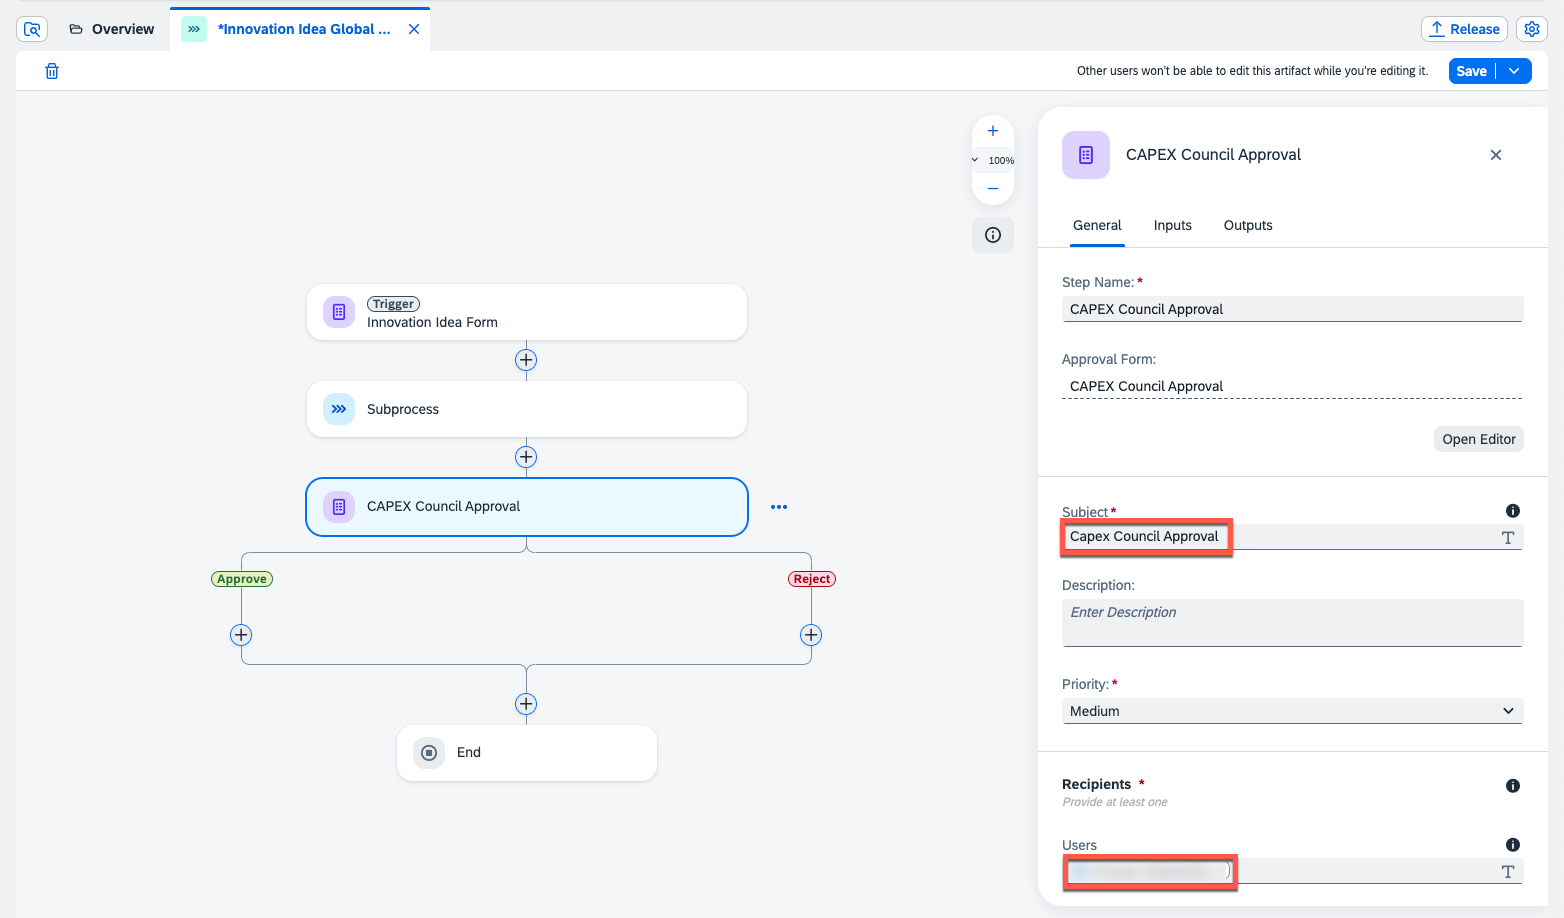 Overview
*Innovation Idea Global ...
Release
Other users won't be able to edit this artifact while you're editing it.
Save
100%
Trigger
Innovation Idea Form
Subprocess
CAPEX Council Approval
Approve
Reject
End
CAPEX Council Approval
General
Inputs
Outputs
Step Name:*
CAPEX Council Approval
Approval Form:
CAPEX Council Approval
Open Editor
Subject*
Capex Council Approval
Description:
Enter Description
Priority:*
Medium
Recipients *
Provide at least one
Users